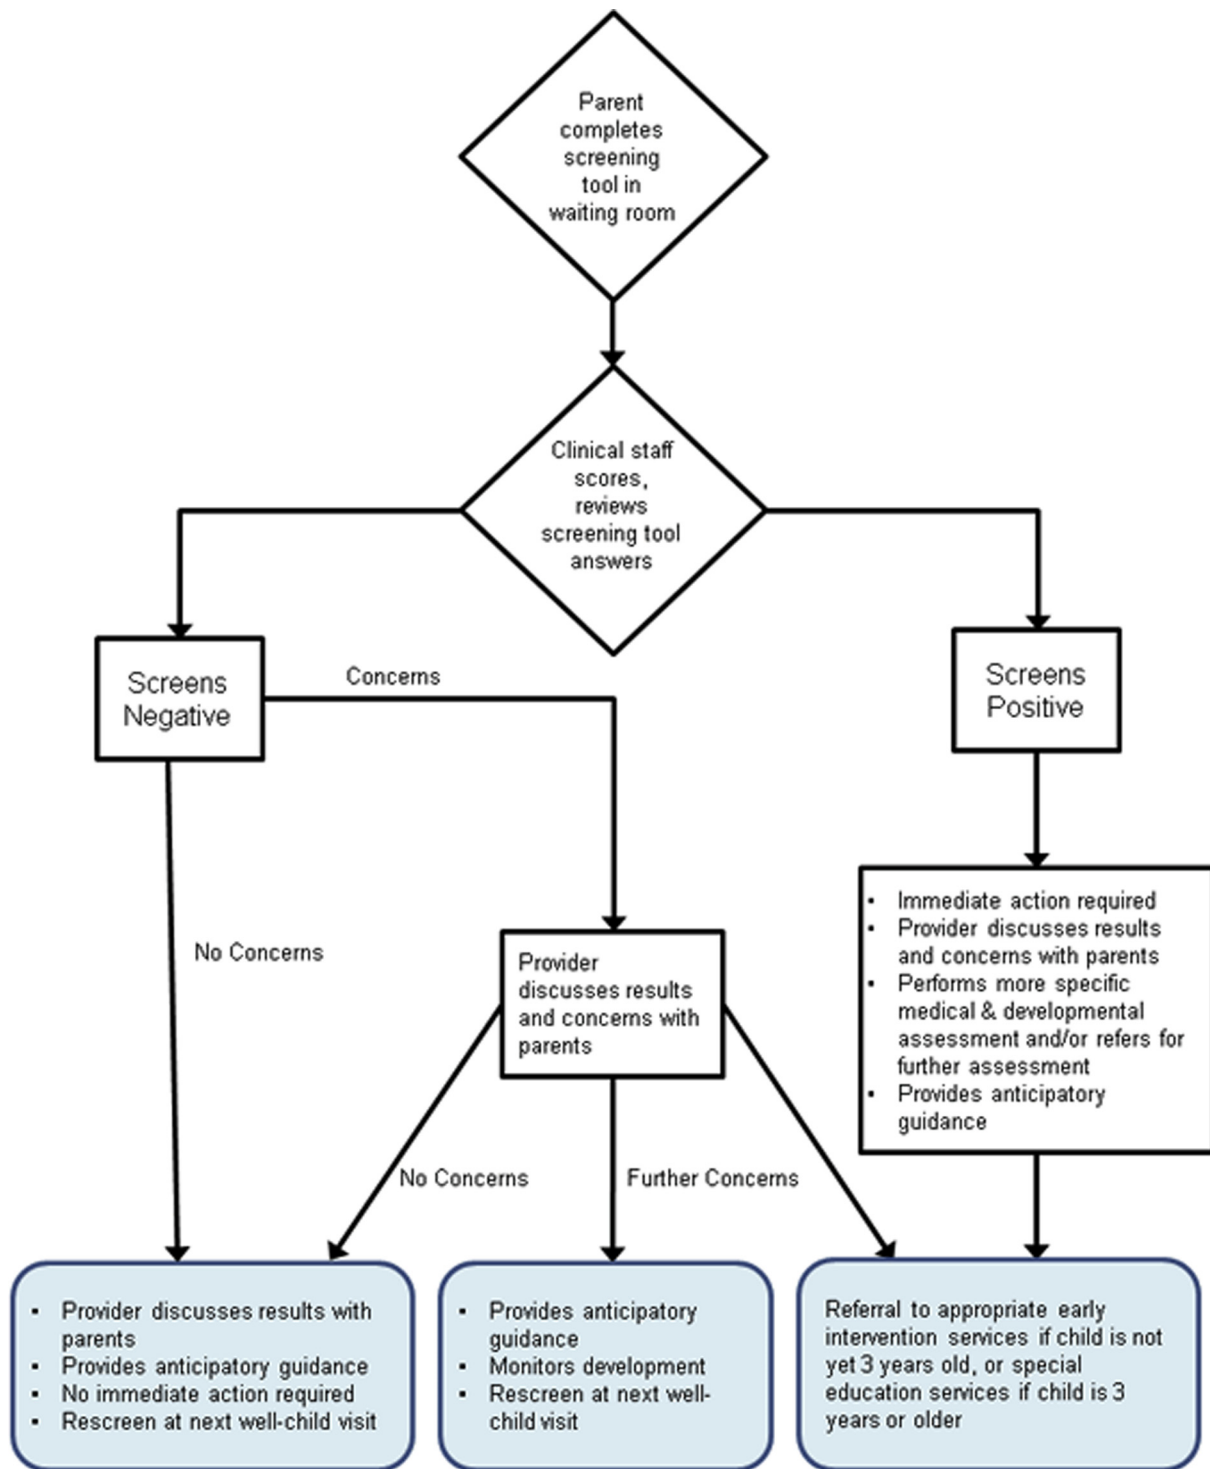 Parent
completes
screening
tool in
waiting room
Clinical staff
scores,
reviews
screening tool
answers
Screens
Negative
Concerns
Screens
Positive
No Concerns
Provider
discusses results
and concerns with
parents
▪ Immediate action required
▪ Provider discusses results
and concerns with parents
▪ Performs more specific
medical & developmental
assessment and/or refers for
further assessment
▪ Provides anticipatory
guidance
No Concerns
Further Concerns
▪ Provider discusses results with
parents
▪ Provides anticipatory guidance
▪ No immediate action required
▪ Rescreen at next well-child visit
▪ Provides anticipatory
guidance
▪ Monitors development
▪ Rescreen at next well-
child visit
Referral to appropriate early
intervention services if child is not
yet 3 years old, or special
education services if child is 3
years or older